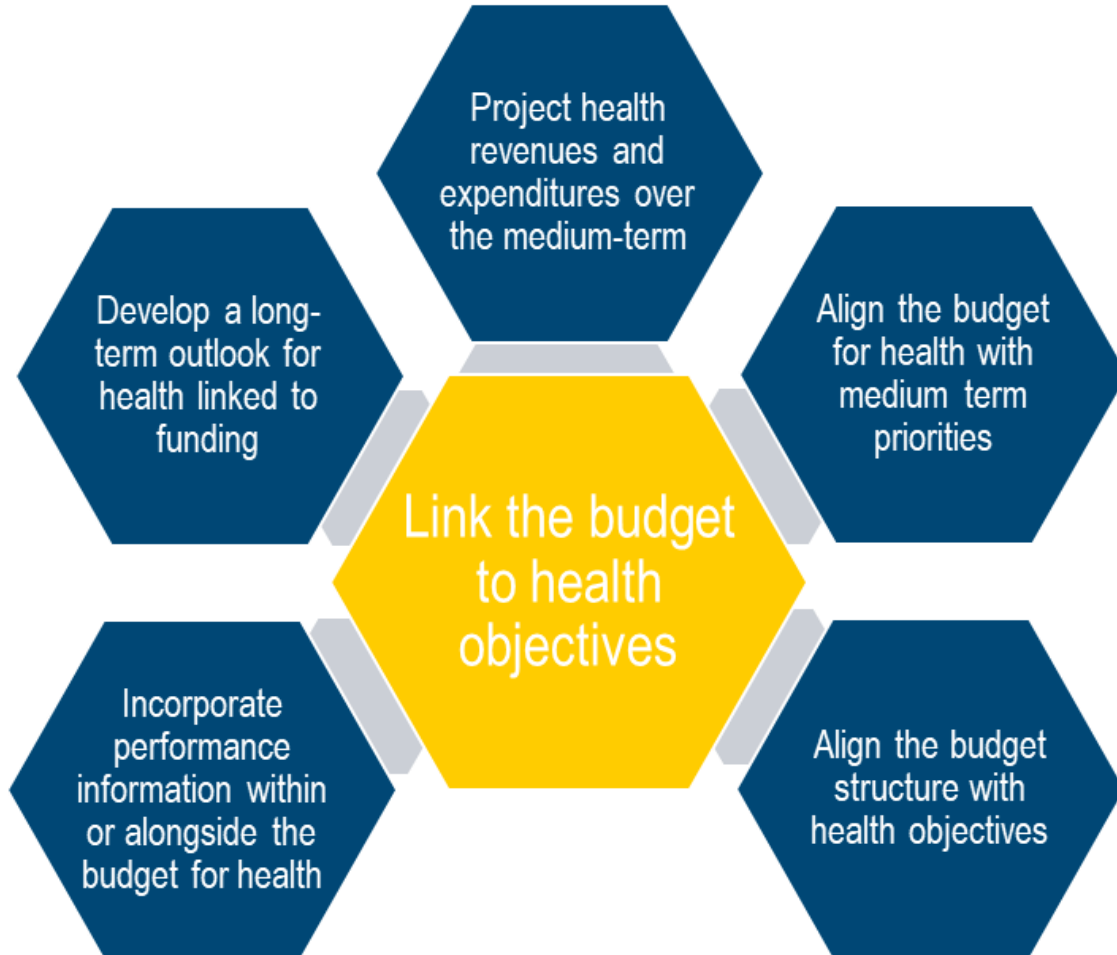 Project health
revenues and
expenditures over
the medium-term
Develop a long-
term outlook for
health linked to
funding
Align the budget
for health with
medium term
priorities
Link the budget
to health
objectives
Incorporate
performance
information within
or alongside the
budget for health
Align the budget
structure with
health objectives